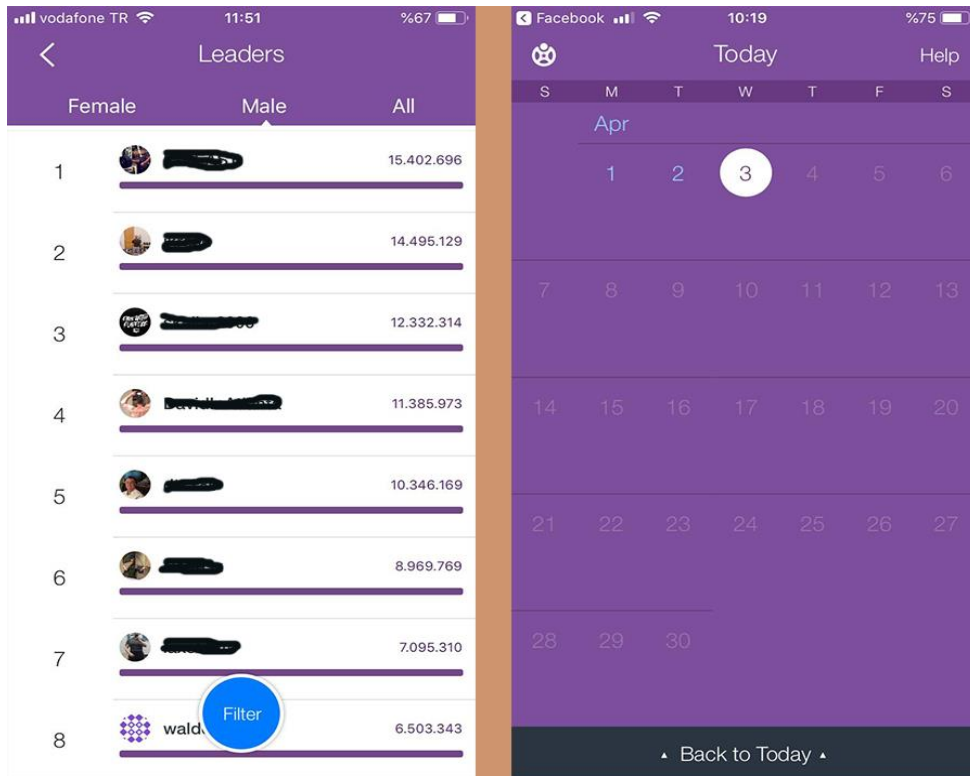 vodafone TR 11:51 %67
Leaders
Female Male All
1 15.402.696
2 14.495.129
3 12.332.314
4 11.385.973
5 10.346.169
6 8.969.769
7 7.095.310
Filter
8 6.503.343
Facebook 10:19 %75
Today Help
S M T W T F S
Apr
1 2 3 4 5 6
7 8 9 10 11 12 13
14 15 16 17 18 19 20
21 22 23 24 25 26 27
28 29 30
Back to Today